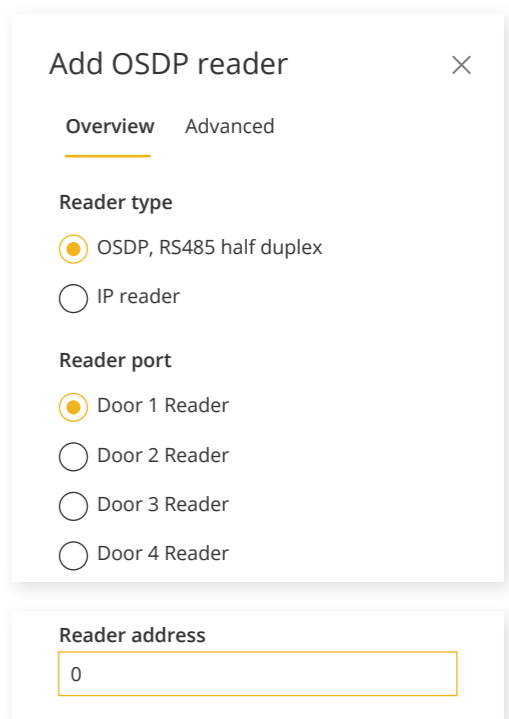 Add OSDP reader
Overview Advanced
Reader type
OSDP, RS485 half duplex
IP reader
Reader port
Door 1 Reader
Door 2 Reader
Door 3 Reader
Door 4 Reader
Reader address
0